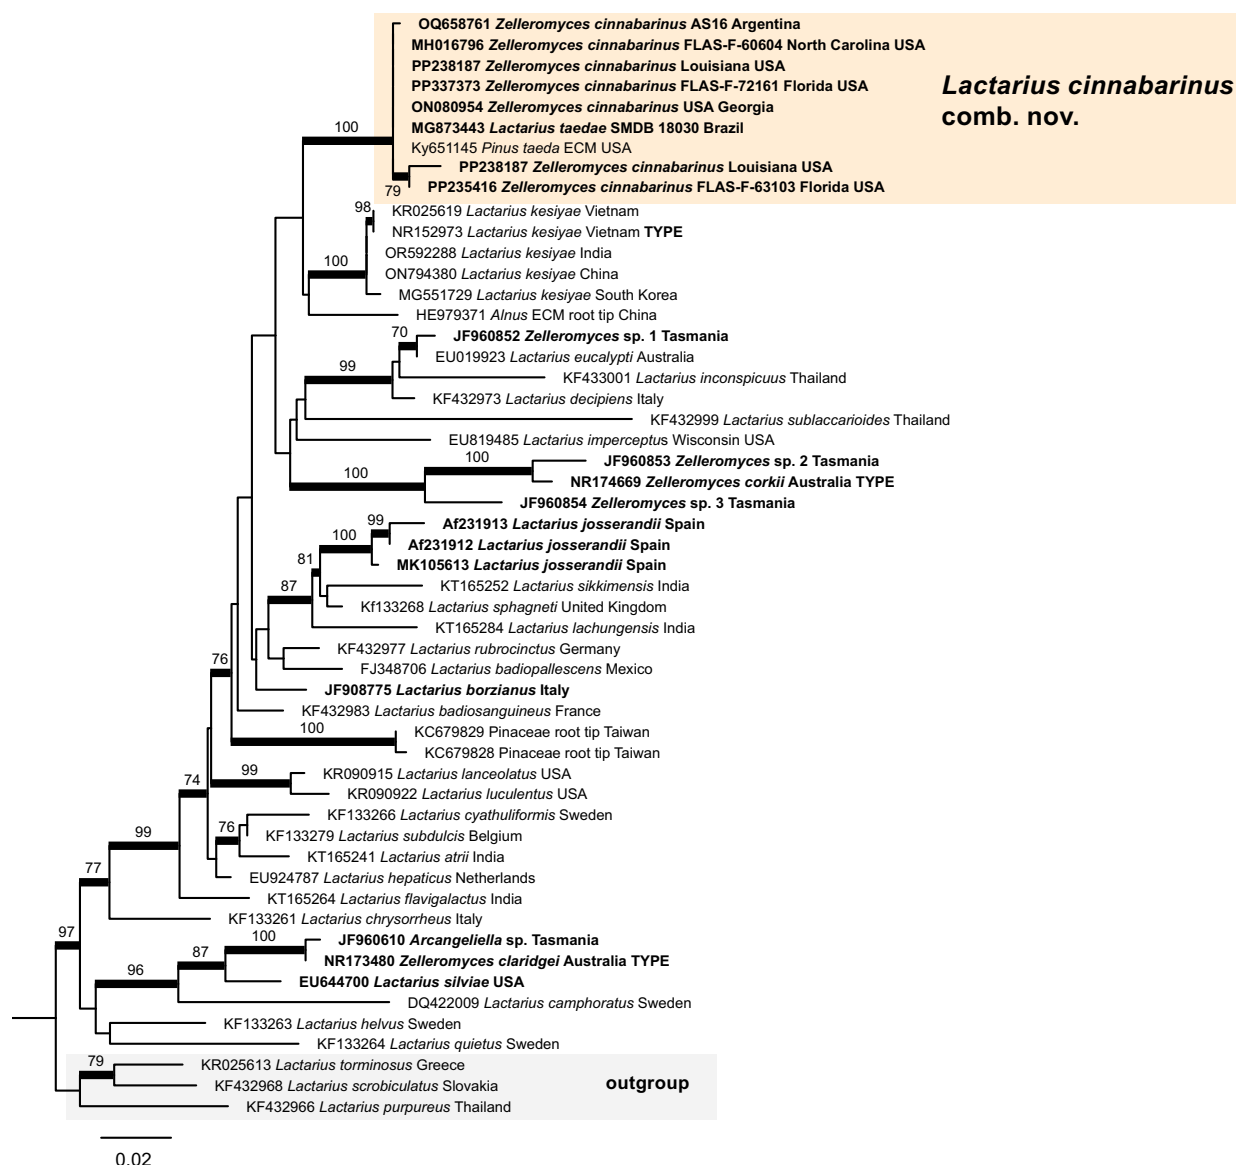 OQ658761 Zelleromyces cinnabarinus AS16 Argentina
MH016796 Zelleromyces cinnabarinus FLAS-F-60604 North Carolina USA
PP238187 Zelleromyces cinnabarinus Louisiana USA
PP337373 Zelleromyces cinnabarinus FLAS-F-72161 Florida USA
Lactarius cinnabarinus
comb. nov.
ON080954 Zelleromyces cinnabarinus USA Georgia
100
MG873443 Lactarius taedae SMDB 18030 Brazil
Ky651145 Pinus taeda ECM USA
PP238187 Zelleromyces cinnabarinus Louisiana USA
79
PP235416 Zelleromyces cinnabarinus FLAS-F-63103 Florida USA
98
KR025619 Lactarius kesiyae Vietnam
NR152973 Lactarius kesiyae Vietnam TYPE
OR592288 Lactarius kesiyae India
100
ON794380 Lactarius kesiyae China
MG551729 Lactarius kesiyae South Korea
HE979371 Alnus ECM root tip China
70
JF960852 Zelleromyces sp. 1 Tasmania
EU019923 Lactarius eucalypti Australia
99
KF433001 Lactarius inconspicuus Thailand
KF432973 Lactarius decipiens Italy
KF432999 Lactarius sublaccarioides Thailand
EU819485 Lactarius imperceptus Wisconsin USA
100
JF960853 Zelleromyces sp. 2 Tasmania
100
NR174669 Zelleromyces corkii Australia TYPE
JF960854 Zelleromyces sp. 3 Tasmania
99
Af231913 Lactarius josserandii Spain
100
Af231912 Lactarius josserandii Spain
81
MK105613 Lactarius josserandii Spain
87
KT165252 Lactarius sikkimensis India
Kf133268 Lactarius sphagneti United Kingdom
KT165284 Lactarius lachungensis India
KF432977 Lactarius rubrocinctus Germany
76
FJ348706 Lactarius badiopallescens Mexico
JF908775 Lactarius borzianus Italy
KF432983 Lactarius badiosanguineus France
100
KC679829 Pinaceae root tip Taiwan
KC679828 Pinaceae root tip Taiwan
99
KR090915 Lactarius lanceolatus USA
74
KR090922 Lactarius luculentus USA
KF133266 Lactarius cyathuliformis Sweden
76
KF133279 Lactarius subdulcis Belgium
99
KT165241 Lactarius atrii India
77
EU924787 Lactarius hepaticus Netherlands
KT165264 Lactarius flavigalactus India
KF133261 Lactarius chrysorrheus Italy
97
100
JF960610 Arcangeliella sp. Tasmania
87
NR173480 Zelleromyces claridgei Australia TYPE
96
EU644700 Lactarius silviae USA
DQ422009 Lactarius camphoratus Sweden
KF133263 Lactarius helvus Sweden
KF133264 Lactarius quietus Sweden
79
KR025613 Lactarius torminosus Greece
KF432968 Lactarius scrobiculatus Slovakia
outgroup
KF432966 Lactarius purpureus Thailand
0.02